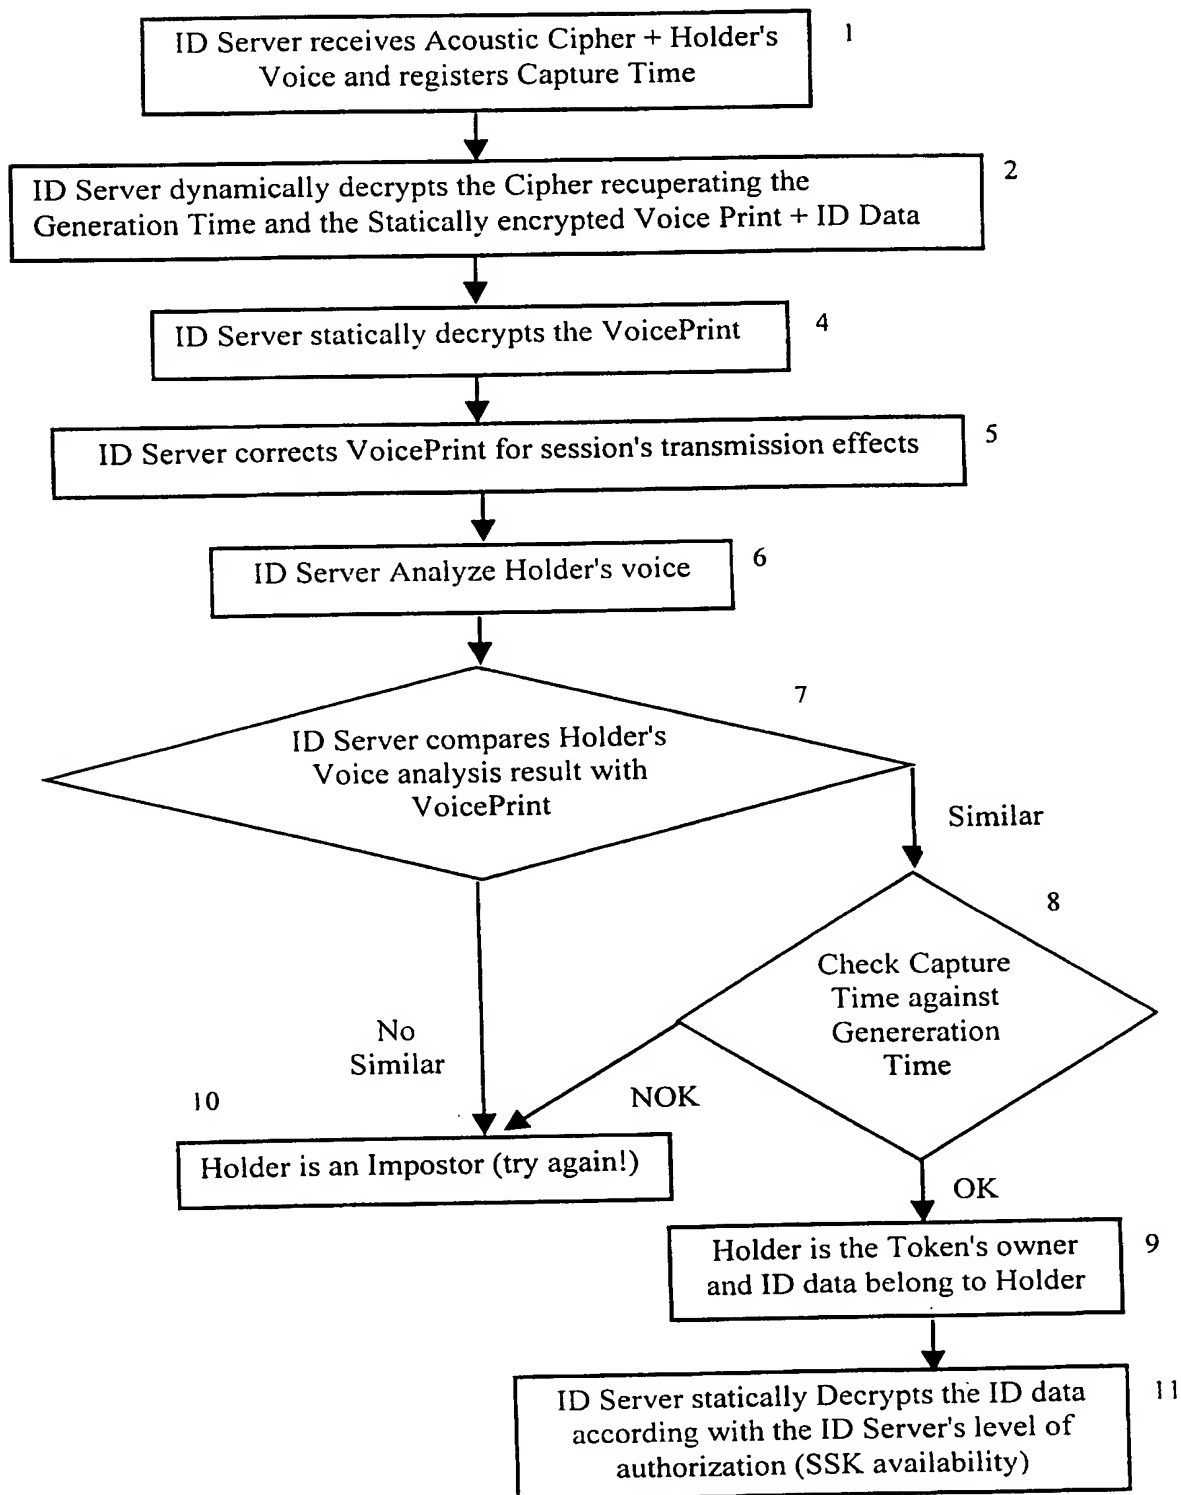 ID Server receives Acoustic Cipher + Holder's
Voice and registers Capture Time
1
ID Server dynamically decrypts the Cipher recuperating the
Generation Time and the Statically encrypted Voice Print + ID Data
2
ID Server statically decrypts the VoicePrint
4
ID Server corrects VoicePrint for session's transmission effects
5
ID Server Analyze Holder's voice
6
7
ID Server compares Holder's
Voice analysis result with
VoicePrint
Similar
8
Check Capture
Time against
Genereration
Time
No
Similar
NOK
10
Holder is an Impostor (try again!)
OK
Holder is the Token's owner
and ID data belong to Holder
9
ID Server statically Decrypts the ID data
according with the ID Server's level of
authorization (SSK availability)
11